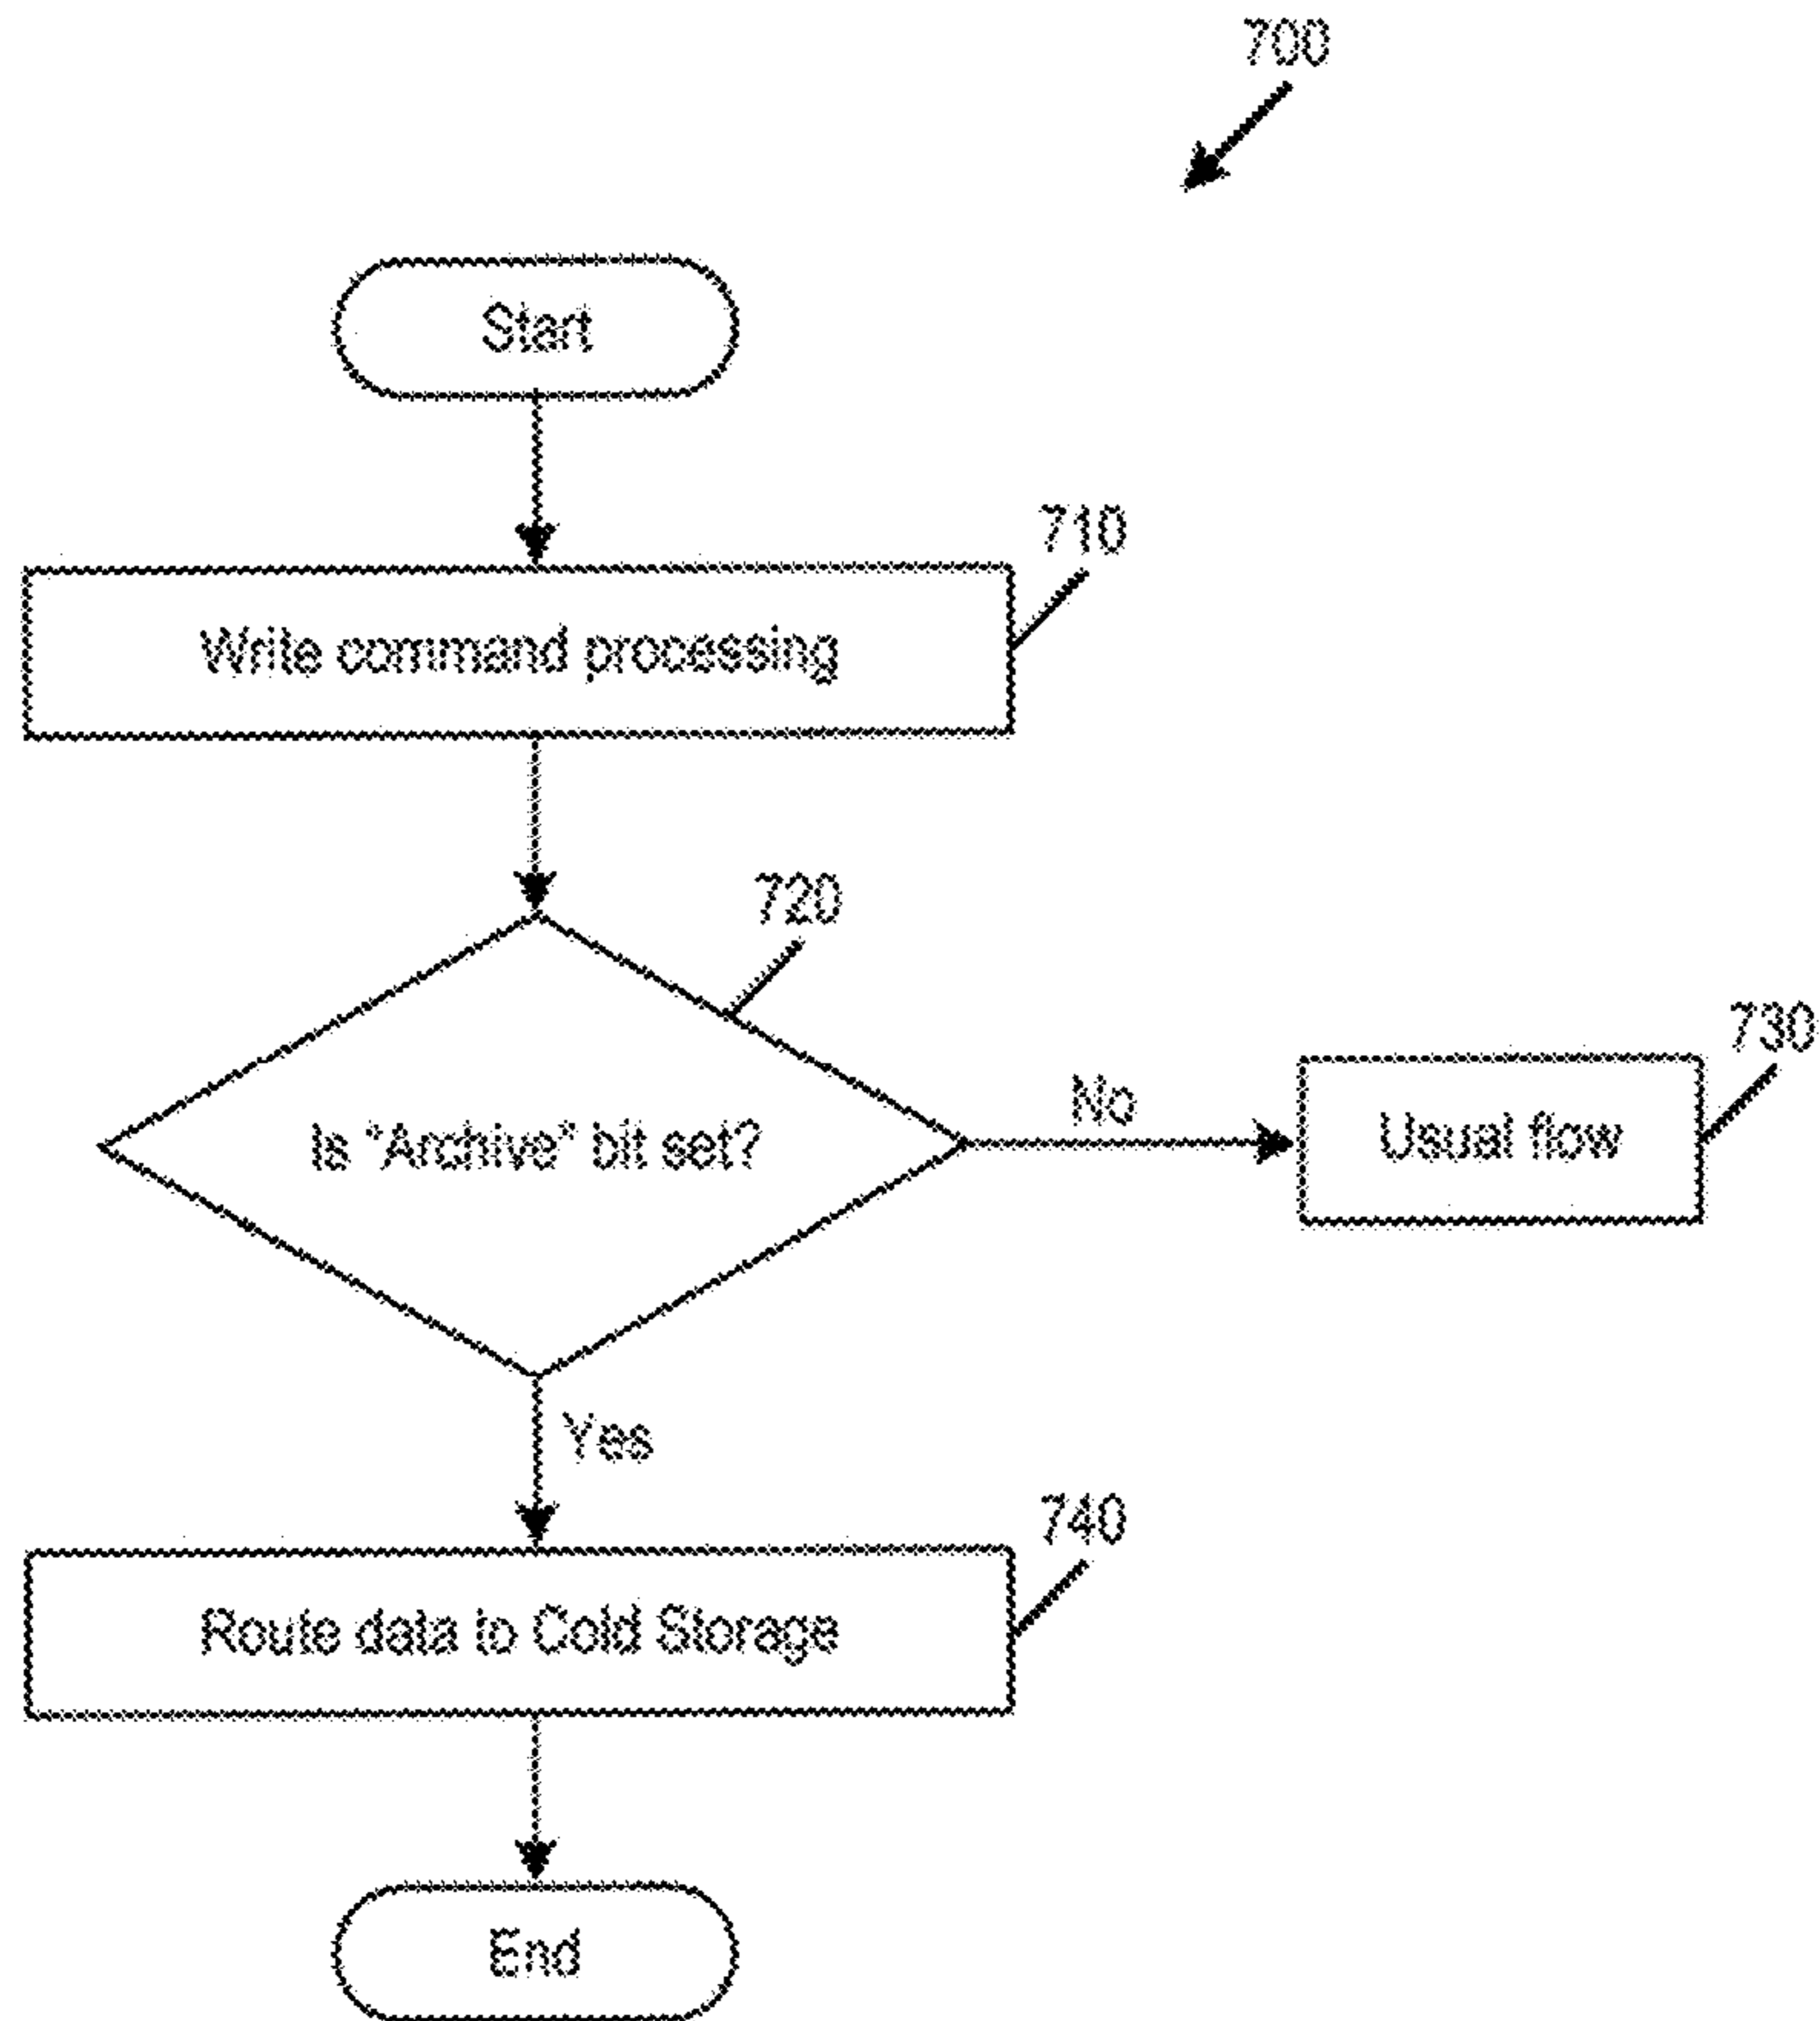 700
Start
710
Write command processing
720
730
No
Is "Archive" bit set?
Usual flow
Yes
740
Route data to Cold Storage
End